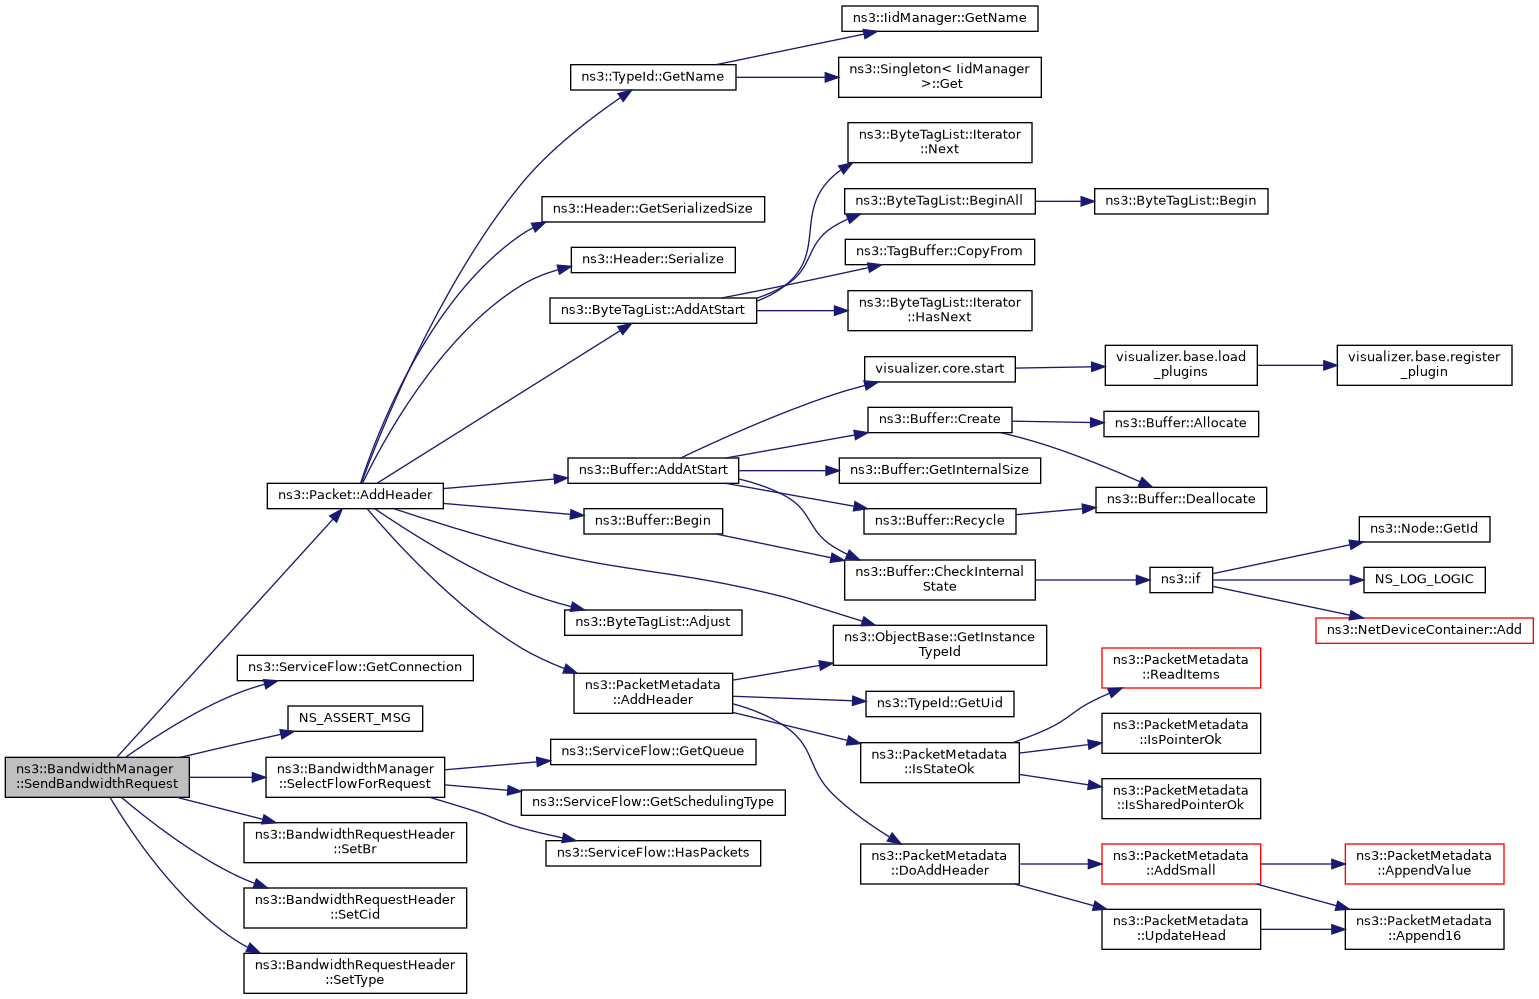 ns3::IidManager::GetName
ns3::TypeId::GetName
ns3::Singleton< IidManager
>::Get
ns3::ByteTagList::Iterator
::Next
ns3::ByteTagList::BeginAll
ns3::ByteTagList::Begin
ns3::Header::GetSerializedSize
ns3::TagBuffer::CopyFrom
ns3::Header::Serialize
ns3::ByteTagList::AddAtStart
ns3::ByteTagList::Iterator
::HasNext
visualizer.core.start
visualizer.base.load
_plugins
visualizer.base.register
_plugin
ns3::Buffer::Create
ns3::Buffer::Allocate
ns3::Buffer::AddAtStart
ns3::Buffer::GetInternalSize
ns3::Packet::AddHeader
ns3::Buffer::Deallocate
ns3::Buffer::Begin
ns3::Buffer::Recycle
ns3::Node::GetId
ns3::Buffer::CheckInternal
State
ns3::if
NS_LOG_LOGIC
ns3::ByteTagList::Adjust
ns3::NetDeviceContainer::Add
ns3::ObjectBase::GetInstance
TypeId
ns3::ServiceFlow::GetConnection
ns3::PacketMetadata
::ReadItems
ns3::PacketMetadata
::AddHeader
ns3::TypeId::GetUid
NS_ASSERT_MSG
ns3::PacketMetadata
::IsPointerOk
ns3::ServiceFlow::GetQueue
ns3::PacketMetadata
::IsStateOk
ns3::BandwidthManager
::SendBandwidthRequest
ns3::BandwidthManager
::SelectFlowForRequest
ns3::ServiceFlow::GetSchedulingType
ns3::PacketMetadata
::IsSharedPointerOk
ns3::BandwidthRequestHeader
::SetBr
ns3::ServiceFlow::HasPackets
ns3::PacketMetadata
::DoAddHeader
ns3::PacketMetadata
::AddSmall
ns3::PacketMetadata
::AppendValue
ns3::BandwidthRequestHeader
::SetCid
ns3::PacketMetadata
::UpdateHead
ns3::PacketMetadata
::Append16
ns3::BandwidthRequestHeader
::SetType